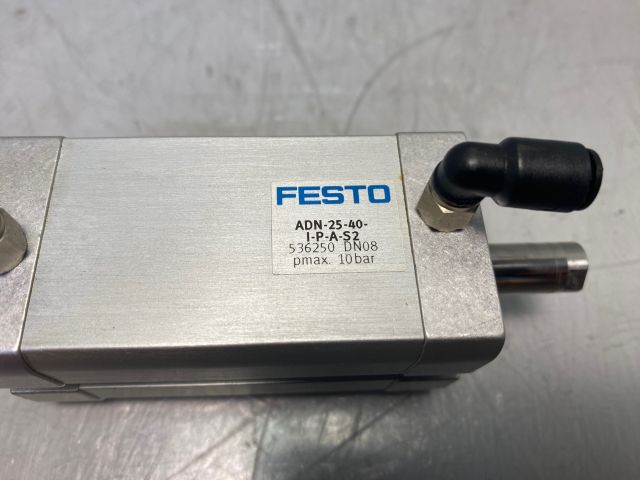 FESTO
ADN-25-40-
I-P-A-S2
536250 DN08
pmax. 10bar